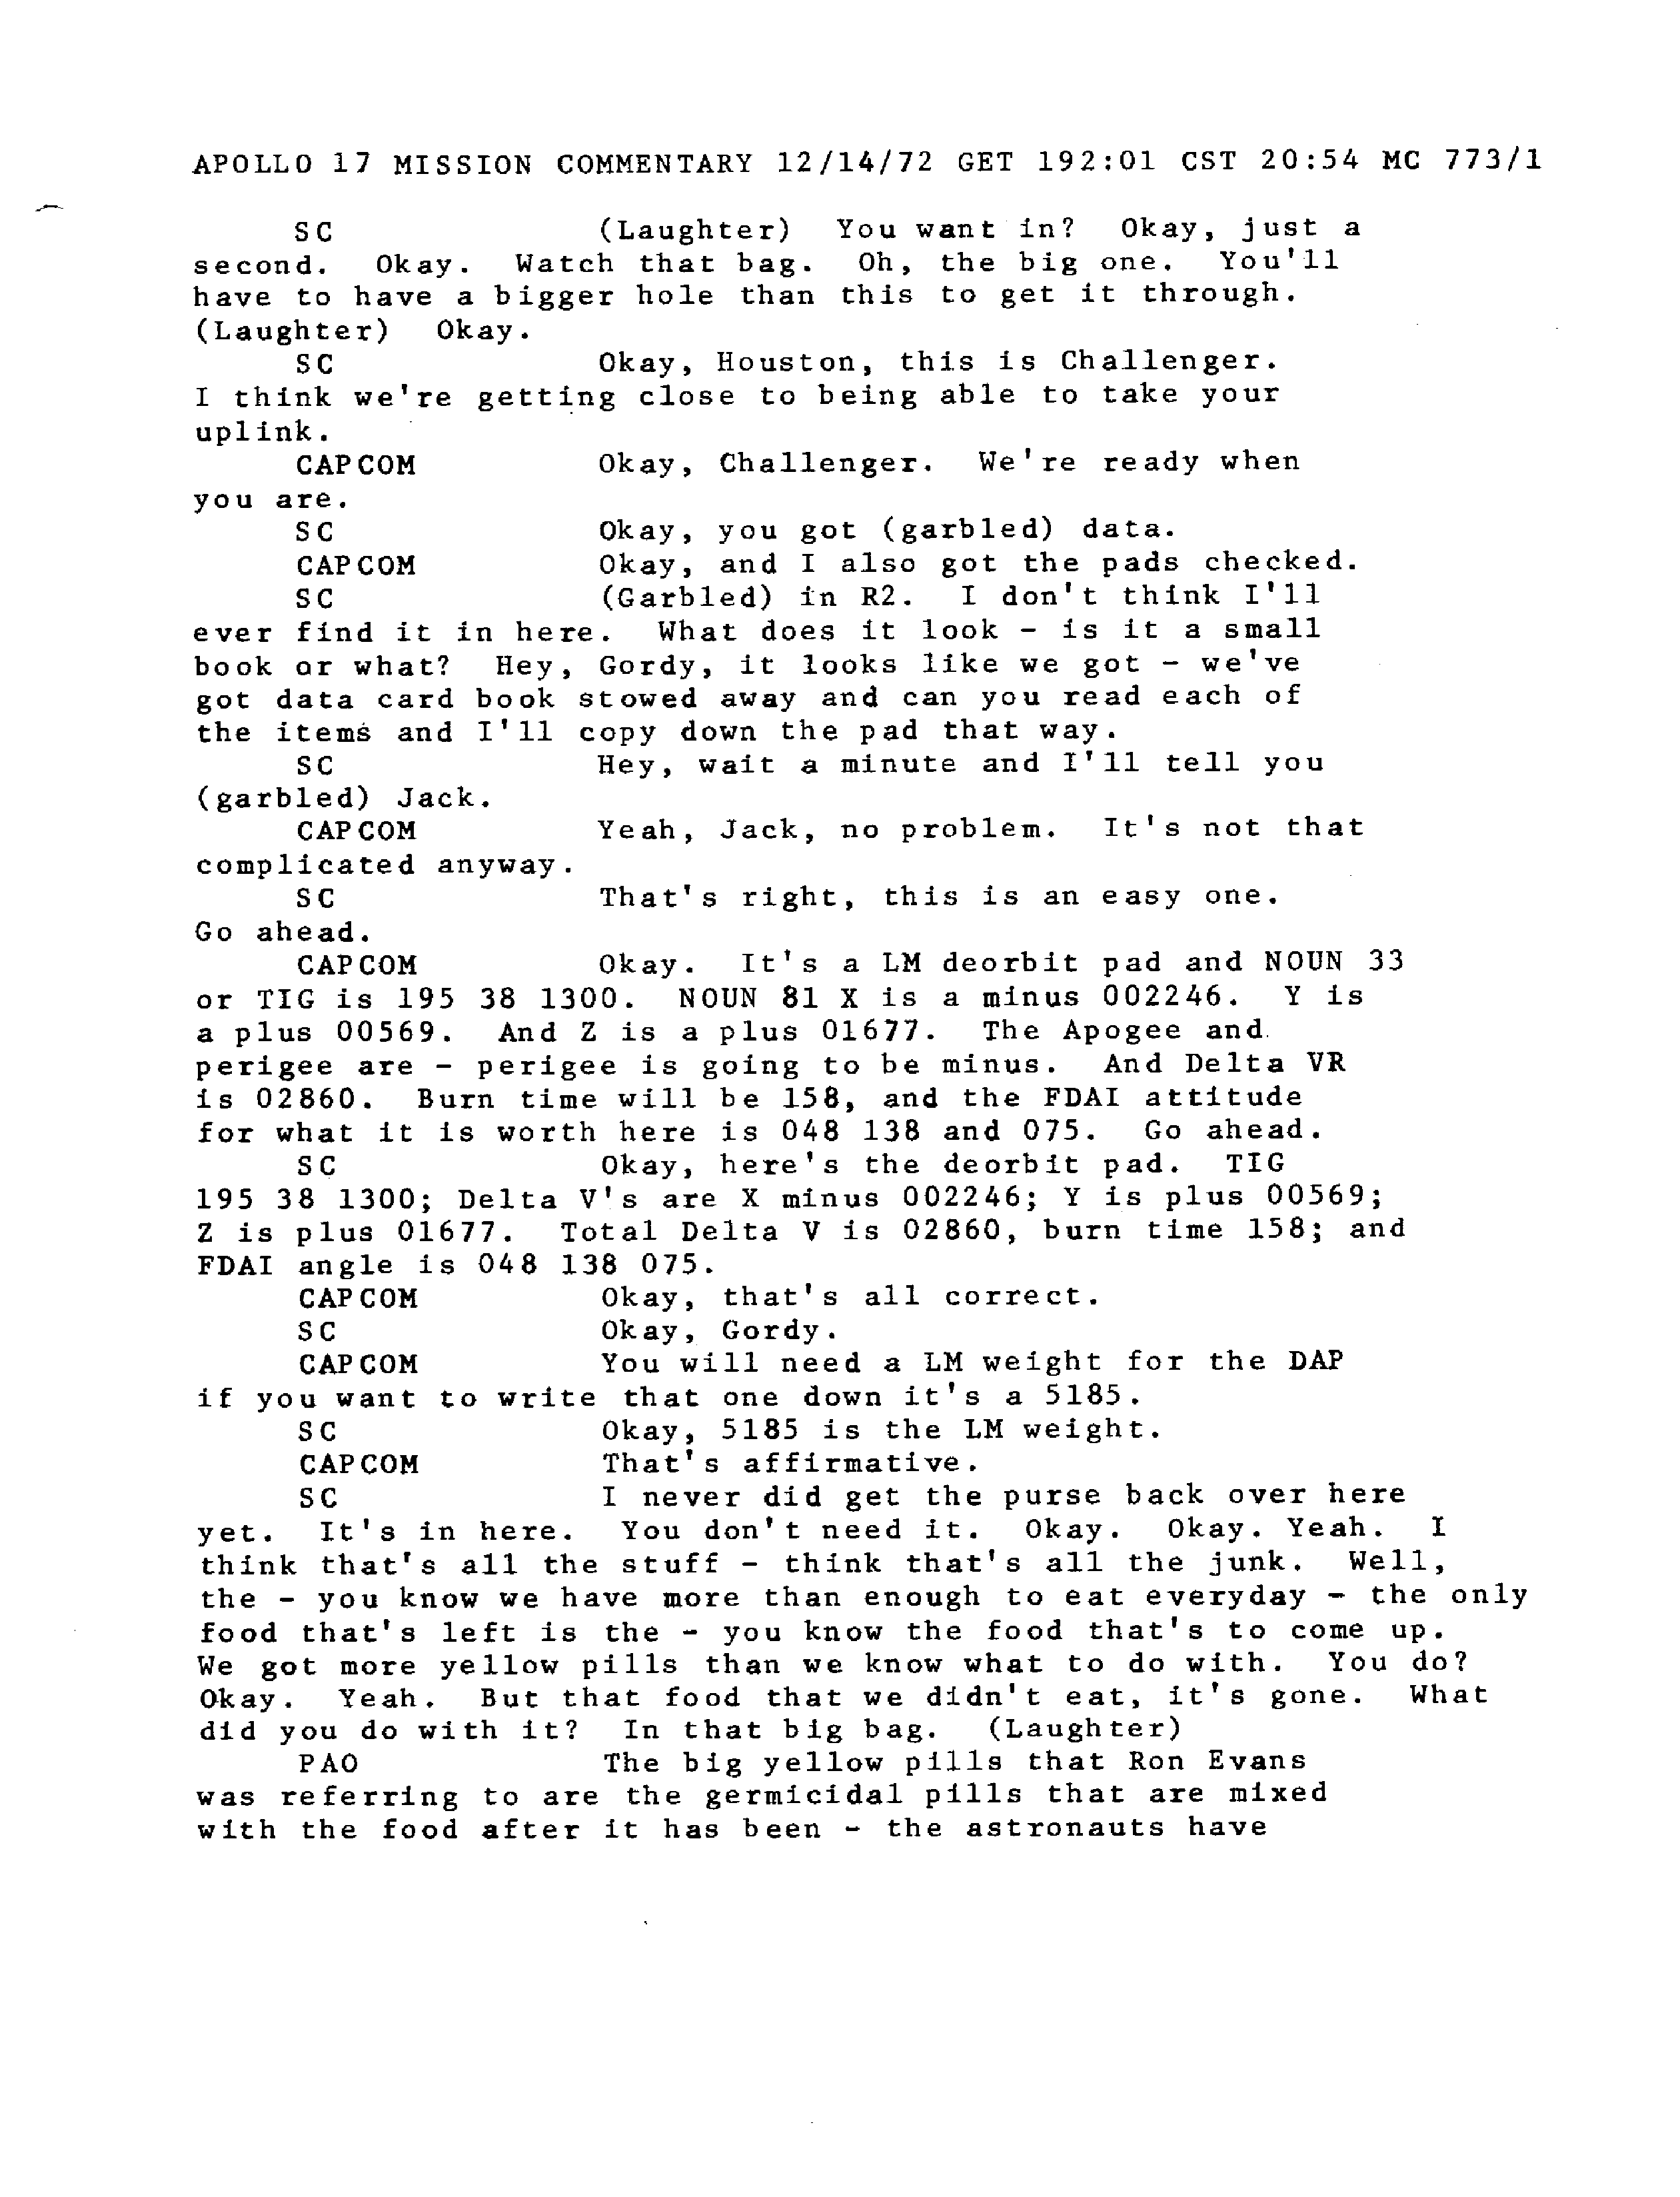 APOLLO 17 MISSION COMMENTARY 12/14/72 GET 192:01 CST 20:54 MC 773/1
SC (Laughter) You want in? Okay, just a
second. Okay. Watch that bag. Oh, the big one. You'll
have to have a bigger hole than this to get it through.
(Laughter) Okay.
SC Okay, Houston, this is Challenger.
I think we're getting close to being able to take your
uplink.
CAPCOM Okay, Challenger. We're ready when
you are.
SC Okay, you got (garbled) data.
CAPCOM Okay, and I also got the pads checked.
SC (Garbled) in R2. I don't think I'll
ever find it in here. What does it look - is it a small
book or what? Hey, Gordy, it looks like we got - we've
got data card book stowed away and can you read each of
the items and I'll copy down the pad that way.
SC Hey, wait a minute and I'll tell you
(garbled) Jack.
CAPCOM Yeah, Jack, no problem. It's not that
complicated anyway.
SC That's right, this is an easy one.
Go ahead.
CAPCOM Okay. It's a LM deorbit pad and NOUN 33
or TIG is 195 38 1300. NOUN 81 X is a minus 002246. Y is
a plus 00569. And Z is a plus 01677. The Apogee and
perigee are - perigee is going to be minus. And Delta VR
is 02860. Burn time will be 158, and the FDAI attitude
for what it is worth here is 048 138 and 075. Go ahead.
SC Okay, here's the deorbit pad. TIG
195 38 1300; Delta V's are X minus 002246; Y is plus 00569;
Z is plus 01677. Total Delta V is 02860, burn time 158; and
FDAI angle is 048 138 075.
CAPCOM Okay, that's all correct.
SC Okay, Gordy.
CAPCOM You will need a LM weight for the DAP
if you want to write that one down it's a 5185.
SC Okay, 5185 is the LM weight.
CAPCOM That's affirmative.
SC I never did get the purse back over here
yet. It's in here. You don't need it. Okay. Okay. Yeah. I
think that's all the stuff - think that's all the junk. Well,
the - you know we have more than enough to eat everyday - the only
food that's left is the - you know the food that's to come up.
We got more yellow pills than we know what to do with. You do?
Okay. Yeah. But that food that we didn't eat, it's gone. What
did you do with it? In that big bag. (Laughter)
PAO The big yellow pills that Ron Evans
was referring to are the germicidal pills that are mixed
with the food after it has been - the astronauts have